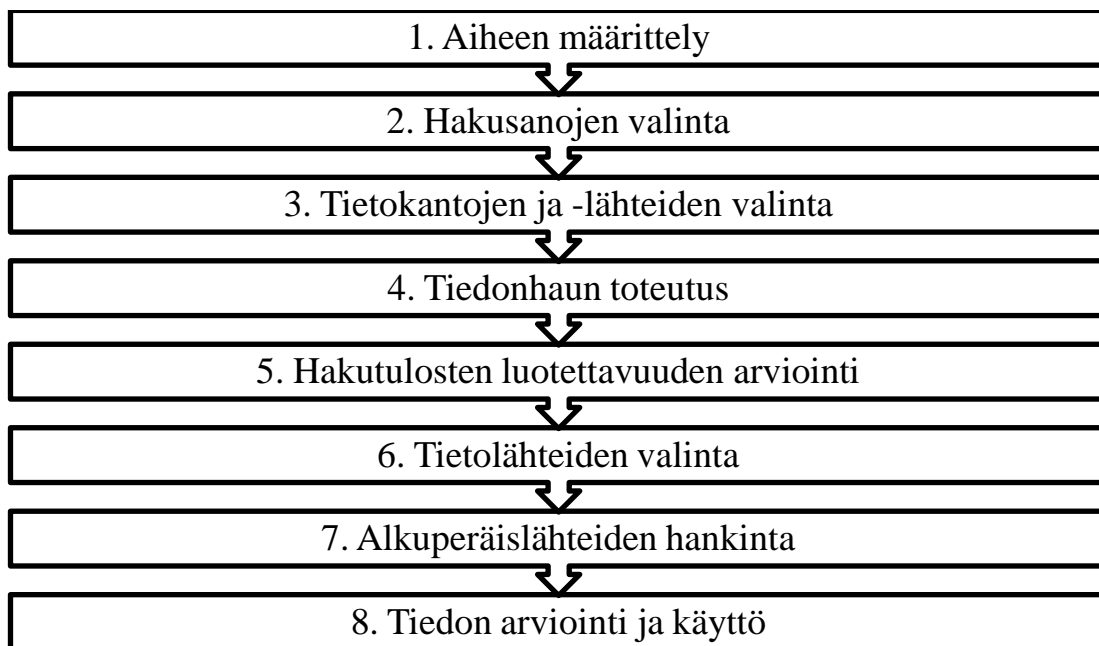 1. Aiheen määrittely
2. Hakusanojen valinta
3. Tietokantojen ja -lähteiden valinta
4. Tiedonhaun toteutus
5. Hakutulosten luotettavuuden arviointi
6. Tietolähteiden valinta
7. Alkuperäislähteiden hankinta
8. Tiedon arviointi ja käyttö